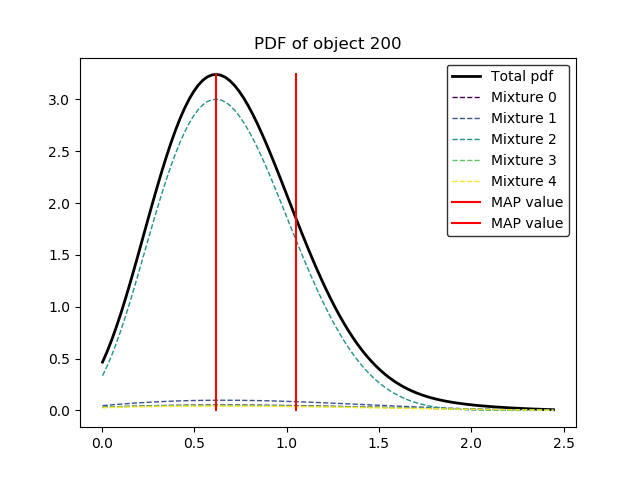 PDF of object 200
Total pdf
Mixture 0
Mixture 1
Mixture 2
Mixture 3
Mixture 4
MAP value
MAP value
3.0
2.5
2.0
1.5
1.0
0.5
0.0
0.0 0.5 1.0 1.5 2.0 2.5